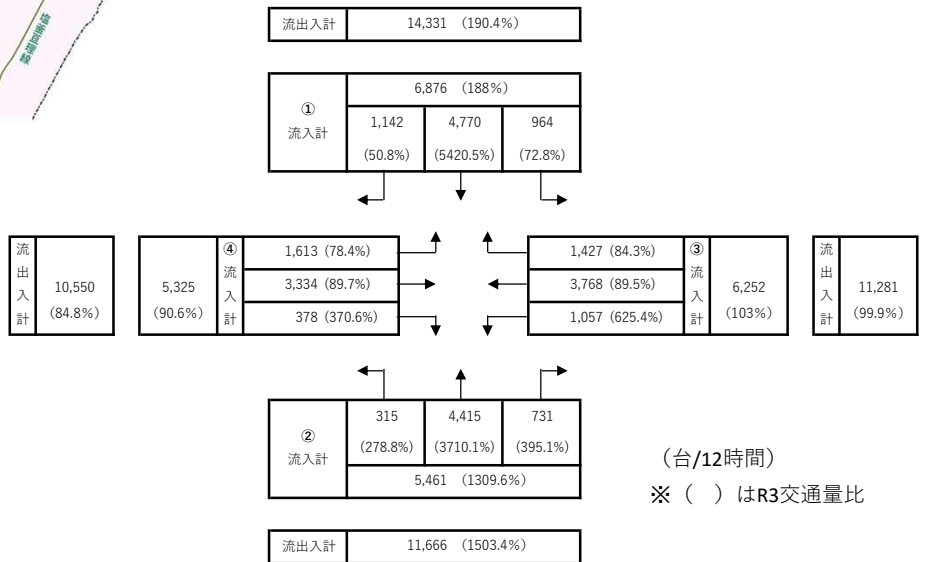 流出入計 14,331 (190.4%)
① 流入計
6,876 (188%)
1,142 4,770 964
(50.8%) (5420.5%) (72.8%)
流出入計
10,550
(84.8%)
5,325
(90.6%)
④ 流入計
1,613 (78.4%)
3,334 (89.7%)
378 (370.6%)
1,427 (84.3%)
3,768 (89.5%)
1,057 (625.4%)
③ 流入計
6,252
(103%)
流出入計
11,281
(99.9%)
② 流入計
315 4,415 731
(278.8%) (3710.1%) (395.1%)
5,461 (1309.6%)
(台/12時間)
※( )はR3交通量比
流出入計 11,666 (1503.4%)